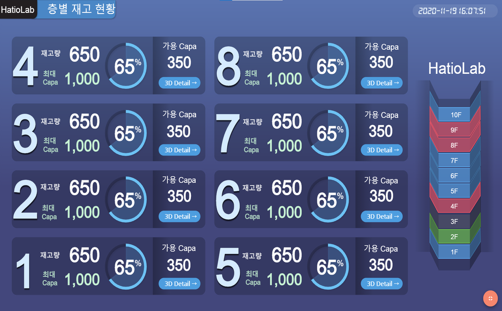 HatioLab
층별 재고 현황
2020-11-19 16:07:51
4
재고량 650
최대 Capa 1,000
65%
가용 Capa
350
3D Detail →
8
재고량 650
최대 Capa 1,000
65%
가용 Capa
350
3D Detail →
3
재고량 650
최대 Capa 1,000
65%
가용 Capa
350
3D Detail →
7
재고량 650
최대 Capa 1,000
65%
가용 Capa
350
3D Detail →
2
재고량 650
최대 Capa 1,000
65%
가용 Capa
350
3D Detail →
6
재고량 650
최대 Capa 1,000
65%
가용 Capa
350
3D Detail →
1
재고량 650
최대 Capa 1,000
65%
가용 Capa
350
3D Detail →
5
재고량 650
최대 Capa 1,000
65%
가용 Capa
350
3D Detail →
HatioLab
10F
9F
8F
7F
6F
5F
4F
3F
2F
1F